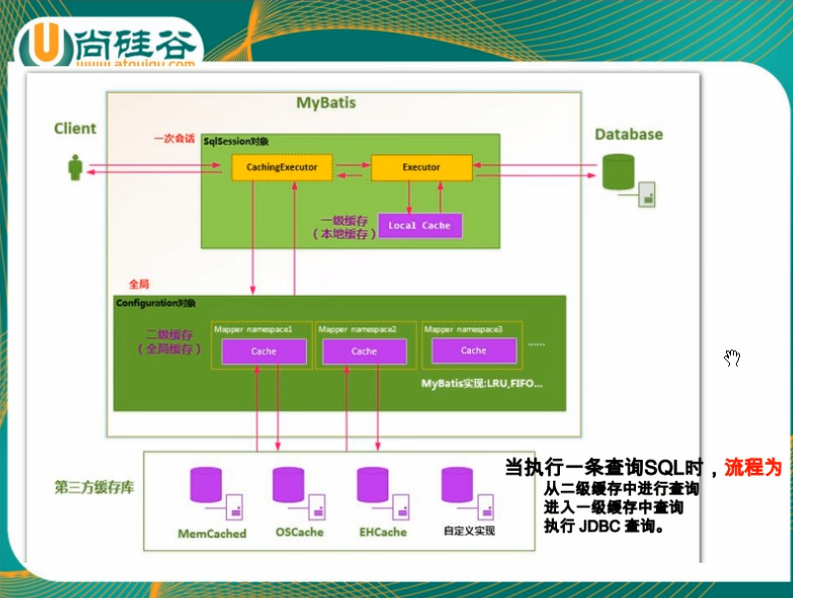 尚硅谷
www.atguigu.com
MyBatis
Client
Database
一次会话
SqlSession对象
CachingExecutor
Executor
一级缓存
（本地缓存）
Local Cache
全局
Configuration对象
二级缓存
（全局缓存）
Mapper namespace1
Cache
Mapper namespace2
Cache
Mapper namespace3
Cache
......
MyBatis实现:LRU,FIFO...
第三方缓存库
MemCached
OSCache
EHCache
自定义实现
当执行一条查询SQL时，流程为
从二级缓存中进行查询
进入一级缓存中查询
执行 JDBC 查询。